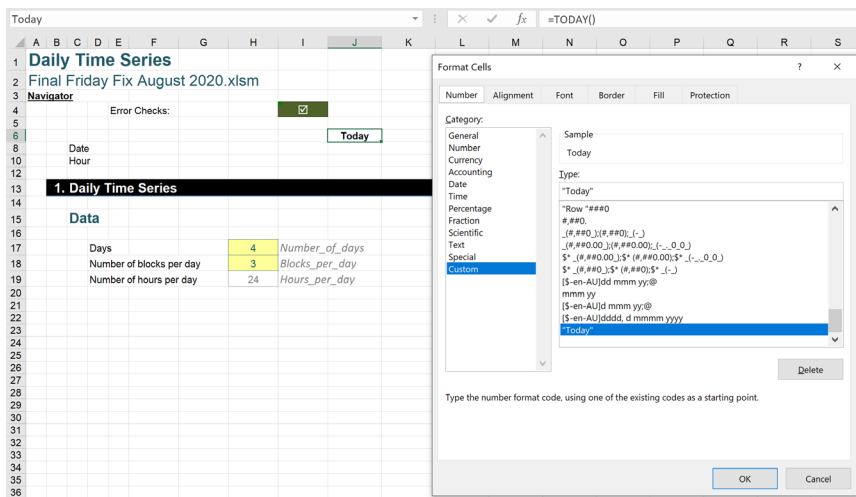 Today
fx =TODAY()
A B C D E F G H I J K L M N O P Q R S
1 Daily Time Series
2 Final Friday Fix August 2020.xlsm
3 Navigator
4 Error Checks:
5
6 Today
8 Date
10 Hour
12
13 1. Daily Time Series
14
15 Data
16
17 Days 4 Number_of_days
18 Number of blocks per day 3 Blocks_per_day
19 Number of hours per day 24 Hours_per_day
20
21
22
23
24
25
26
27
28
29
30
31
32
33
34
35
36
Format Cells ? ×
Number Alignment Font Border Fill Protection
Category:
General
Number
Currency
Accounting
Date
Time
Percentage
Fraction
Scientific
Text
Special
Custom
Sample
Today
Type:
"Today"
"Row "###0
#,##0.
_(#,##0_);(#,##0);_(-_)
_(#,##0.00_);(#,##0.00);_(-_._0_0_)
$* _(#,##0.00_);$* (#,##0.00);$* _(-_._0_0_)
$* _(#,##0_);$* (#,##0);$* _(-_)
[$-en-AU]dd mmm yy;@
mmm yy
[$-en-AU]d mmm yy;@
[$-en-AU]dddd, d mmmm yyyy
"Today"
Delete
Type the number format code, using one of the existing codes as a starting point.
OK Cancel